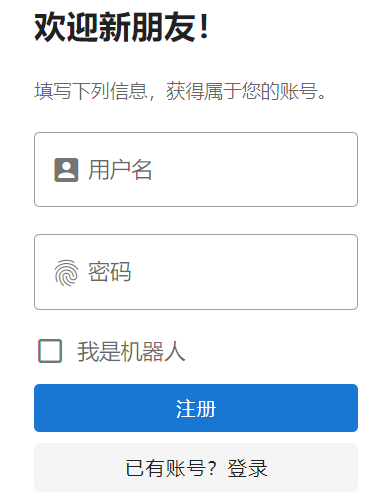 欢迎新朋友！
填写下列信息，获得属于您的账号。
用户名
密码
我是机器人
注册
已有账号？登录